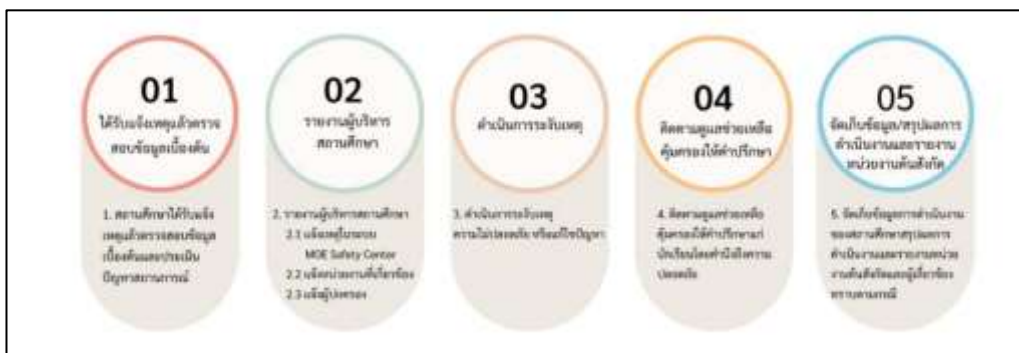 01
ได้รับแจ้งเหตุแล้วตรวจ
สอบข้อมูลเบื้องต้น
1. สถานศึกษาได้รับแจ้ง
เหตุแล้วตรวจสอบข้อมูล
เบื้องต้นและประเมิน
ปัญหาสถานการณ์
02
รายงานผู้บริหาร
สถานศึกษา
2. รายงานผู้บริหารสถานศึกษา
2.1 แจ้งเหตุในระบบ
MOE Safety Center
2.2 แจ้งหน่วยงานที่เกี่ยวข้อง
2.3 แจ้งผู้ปกครอง
03
ดำเนินการระงับเหตุ
3. ดำเนินการระงับเหตุ
ความไม่ปลอดภัย หรือแก้ไขปัญหา
04
ติดตามดูแลช่วยเหลือ
คุ้มครองให้คำปรึกษา
4. ติดตามดูแลช่วยเหลือ
คุ้มครองให้คำปรึกษาแก่
นักเรียนโดยคำนึงถึงความ
ปลอดภัย
05
จัดเก็บข้อมูล/สรุปผลการ
ดำเนินงานและรายงาน
หน่วยงานต้นสังกัด
5. จัดเก็บข้อมูลการดำเนินงาน
ของสถานศึกษาสรุปผลการ
ดำเนินงานและรายงานหน่วย
งานต้นสังกัดและผู้เกี่ยวข้อง
ทราบตามกรณี